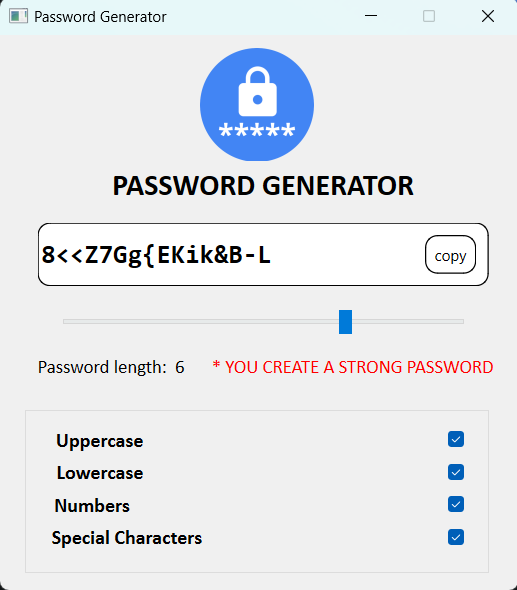 Password Generator
*****
PASSWORD GENERATOR
8<<Z7Gg{EKik&B-L
copy
Password length: 6 * YOU CREATE A STRONG PASSWORD
Uppercase
Lowercase
Numbers
Special Characters